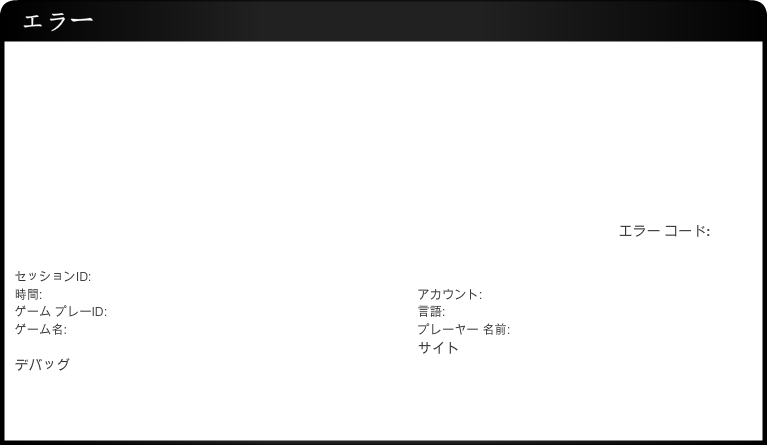 エラー
エラー コード:
セッションID:
時間:
アカウント:
ゲーム プレーID:
言語:
ゲーム名:
プレーヤー 名前:
サイト
デバッグ